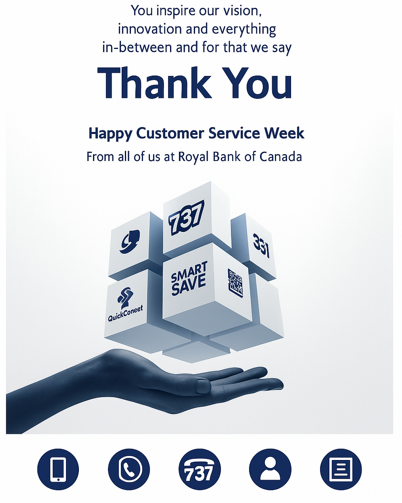 You inspire our vision,
innovation and everything
in-between and for that we say
Thank You
Happy Customer Service Week
From all of us at Royal Bank of Canada
737
331
SMART
SAVE
QuickConeet
737